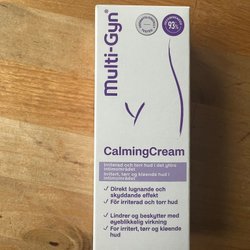 Multi-Gyn®
93%
CalmingCream
Irriterad och torr hud i det yttre
intimområdet
Irritert, tørr og kløende hud i
intimområdet
Direkt lugnande och
skyddande effekt
För irriterad och torr hud
Lindrer og beskytter med
øyeblikkelig virkning
For irritert, tørr og kløende
hud